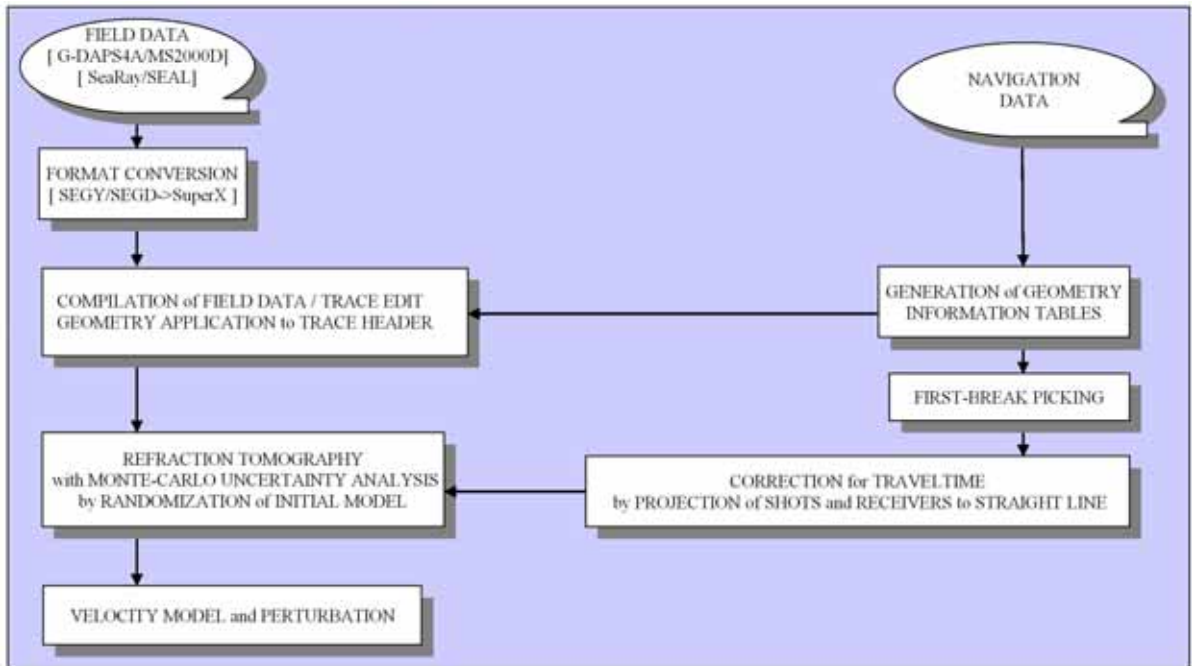 FIELD DATA
[ G-DAPS4A/MS2000D]
[ SeaRay/SEAL]
NAVIGATION
DATA
FORMAT CONVERSION
[ SEGY/SEGD->SuperX ]
COMPILATION of FIELD DATA / TRACE EDIT
GEOMETRY APPLICATION to TRACE HEADER
GENERATION of GEOMETRY
INFORMATION TABLES
FIRST-BREAK PICKING
REFRACTION TOMOGRAPHY
with MONTE-CARLO UNCERTAINTY ANALYSIS
by RANDOMIZATION of INITIAL MODEL
CORRECTION for TRAVELTIME
by PROJECTION of SHOTS and RECEIVERS to STRAIGHT LINE
VELOCITY MODEL and PERTURBATION